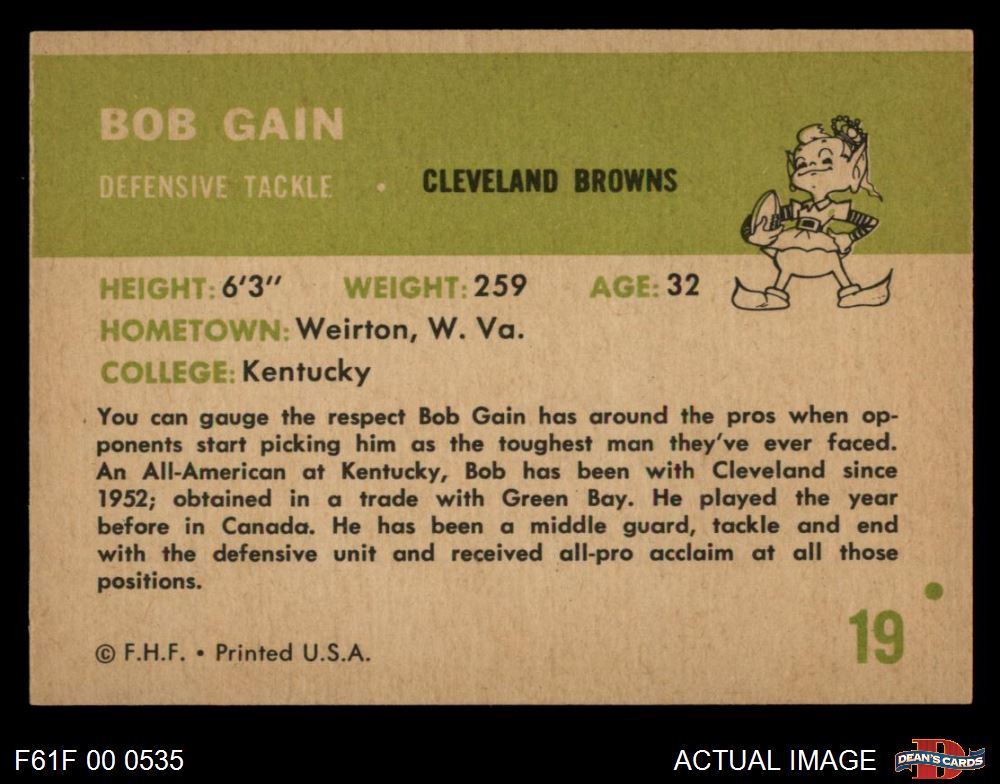 BOB GAIN
DEFENSIVE TACKLE • CLEVELAND BROWNS
HEIGHT: 6'3" WEIGHT: 259 AGE: 32
HOMETOWN: Weirton, W. Va.
COLLEGE: Kentucky
You can gauge the respect Bob Gain has around the pros when op-
ponents start picking him as the toughest man they've ever faced.
An All-American at Kentucky, Bob has been with Cleveland since
1952; obtained in a trade with Green Bay. He played the year
before in Canada. He has been a middle guard, tackle and end
with the defensive unit and received all-pro acclaim at all those
positions.
19
© F.H.F. • Printed U.S.A.
F61F 00 0535
ACTUAL IMAGE
D
DEAN'S CARDS